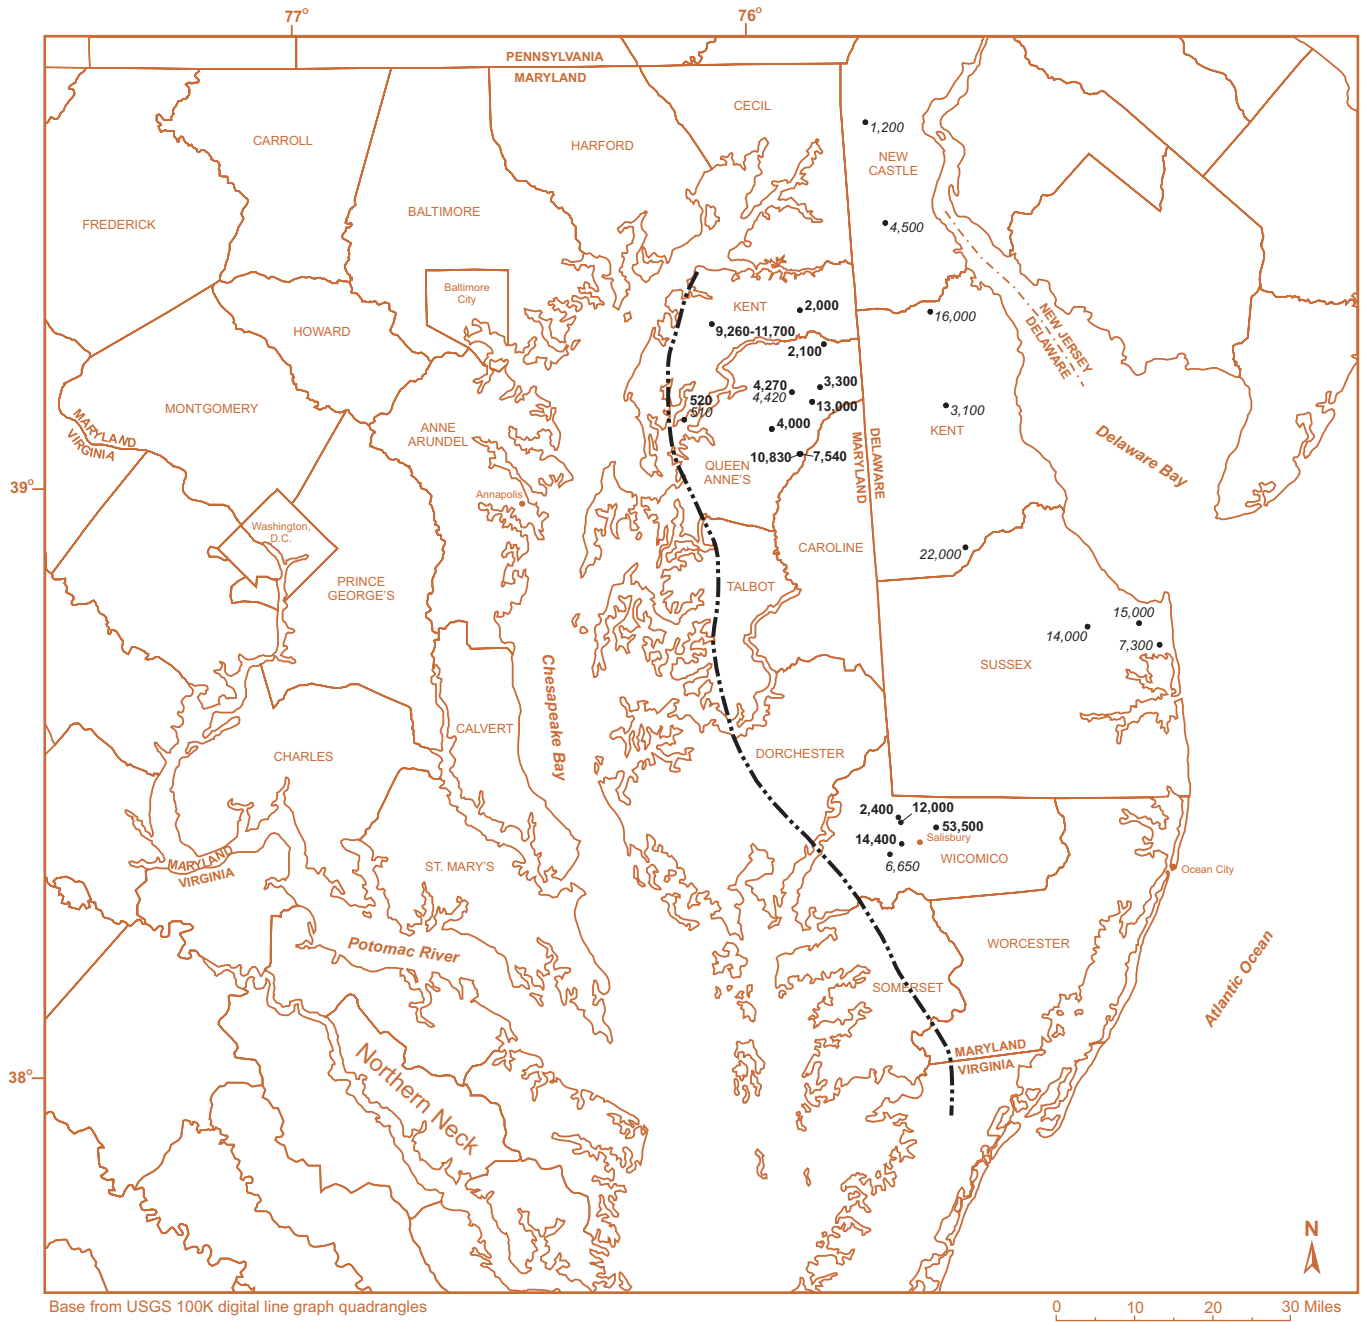 77°
76°
PENNSYLVANIA
MARYLAND
CECIL
1,200
CARROLL
HARFORD
NEW
CASTLE
BALTIMORE
FREDERICK
4,500
Baltimore
City
KENT
2,000
16,000
NEW JERSEY
DELAWARE
HOWARD
9,260-11,700
2,100
4,270
4,420
3,300
13,000
520
510
MONTGOMERY
3,100
KENT
MARYLAND
VIRGINIA
ANNE
ARUNDEL
4,000
DELAWARE
MARYLAND
Delaware Bay
10,830
7,540
QUEEN
ANNE'S
39°
Annapolis
Washington,
D.C.
CAROLINE
22,000
PRINCE
GEORGE'S
TALBOT
15,000
14,000
7,300
SUSSEX
Chesapeake Bay
CALVERT
CHARLES
DORCHESTER
2,400
12,000
53,500
Salisbury
14,400
6,650
WICOMICO
MARYLAND
VIRGINIA
ST. MARY'S
Ocean City
Potomac River
WORCESTER
Atlantic Ocean
SOMERSET
MARYLAND
VIRGINIA
38°
Northern Neck
N
Base from USGS 100K digital line graph quadrangles
0 10 20 30 Miles